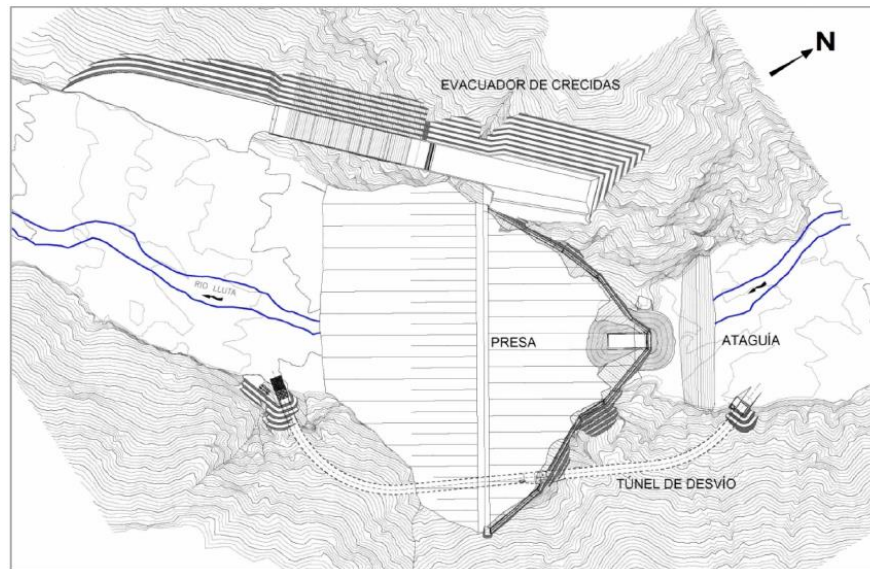 N
EVACUADOR DE CRECIDAS
RIO LLUTA
PRESA
ATAGUÍA
TÚNEL DE DESVÍO